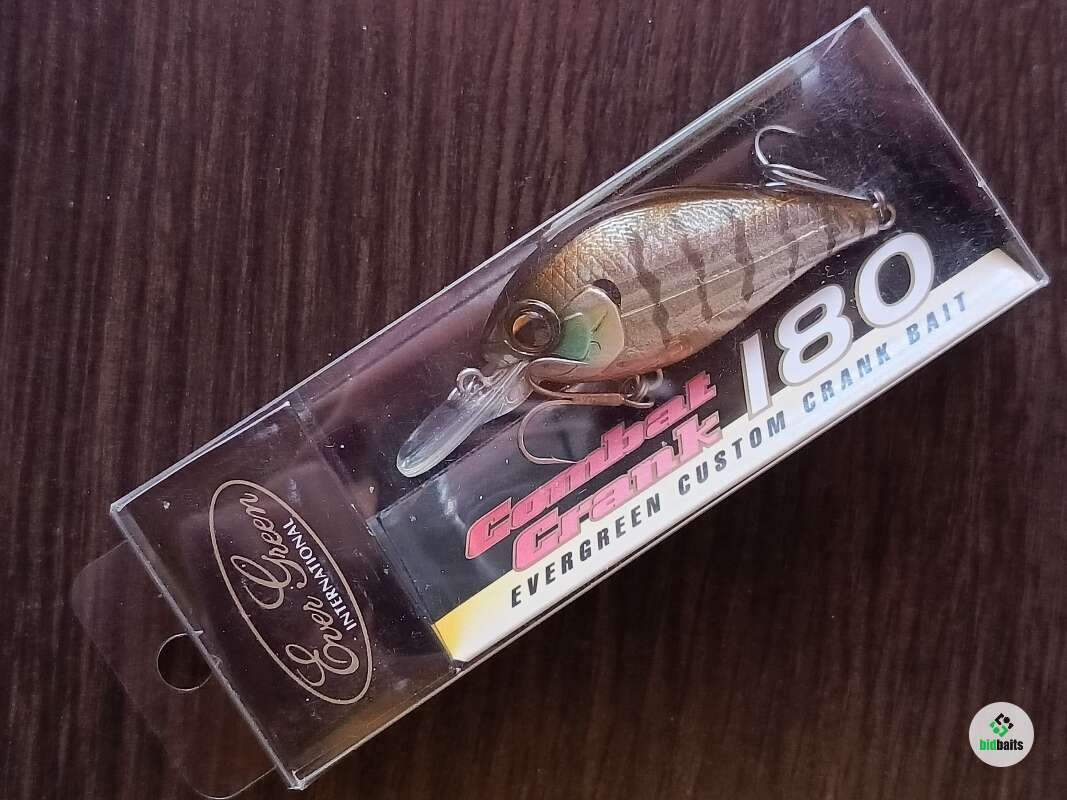 Ever Green
INTERNATIONAL
Combat
Crank
180
EVERGREEN CUSTOM CRANK BAIT
bidbaits